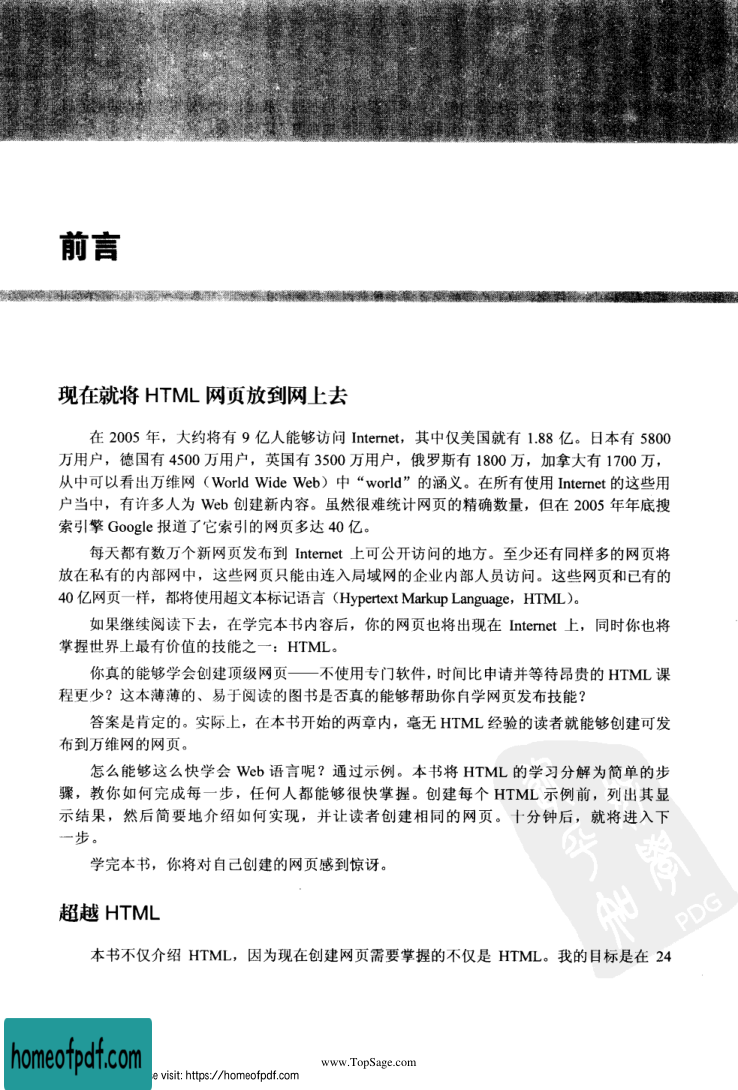 前言
现在就将 HTML 网页放到网上去
在 2005 年，大约将有 9 亿人能够访问 Internet，其中仅美国就有 1.88 亿。日本有 5800
万用户，德国有 4500 万用户，英国有 3500 万用户，俄罗斯有 1800 万，加拿大有 1700 万，
从中可以看出万维网（World Wide Web）中“world”的涵义。在所有使用 Internet 的这些用
户当中，有许多人为 Web 创建新内容。虽然很难统计网页的精确数量，但在 2005 年年底搜
索引擎 Google 报道了它索引的网页多达 40 亿。
每天都有数万个新网页发布到 Internet 上可公开访问的地方。至少还有同样多的网页将
放在私有的内部网中，这些网页只能由连入局域网的企业内部人员访问。这些网页和已有的
40 亿网页一样，都将使用超文本标记语言（Hypertext Markup Language，HTML）。
如果继续阅读下去，在学完本书内容后，你的网页也将出现在 Internet 上，同时你也将
掌握世界上最有价值的技能之一：HTML。
你真的能够学会创建顶级网页——不使用专门软件，时间比申请并等待昂贵的 HTML 课
程更少？这本薄薄的、易于阅读的图书是否真的能够帮助你自学网页发布技能？
答案是肯定的。实际上，在本书开始的两章内，毫无 HTML 经验的读者就能够创建可发
布到万维网的网页。
怎么能够这么快学会 Web 语言呢？通过示例。本书将 HTML 的学习分解为简单的步
骤，教你如何完成每一步，任何人都能够很快掌握。创建每个 HTML 示例前，列出其显
示结果，然后简要地介绍如何实现，并让读者创建相同的网页。十分钟后，就将进入下
一步。
学完本书，你将对自己创建的网页感到惊讶。
超越 HTML
本书不仅介绍 HTML，因为现在创建网页需要掌握的不仅是 HTML。我的目标是在 24
PDG
homeofpdf.com
www.TopSage.com
e visit: https://homeofpdf.com